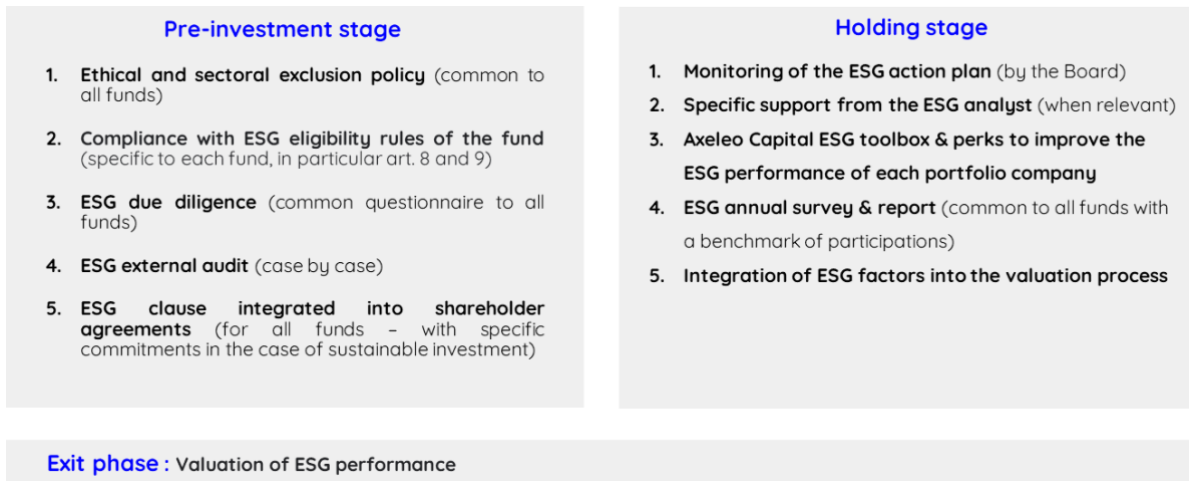 Pre-investment stage
1. Ethical and sectoral exclusion policy (common to
all funds)
2. Compliance with ESG eligibility rules of the fund
(specific to each fund, in particular art. 8 and 9)
3. ESG due diligence (common questionnaire to all
funds)
4. ESG external audit (case by case)
5. ESG clause integrated into shareholder
agreements (for all funds – with specific
commitments in the case of sustainable investment)
Holding stage
1. Monitoring of the ESG action plan (by the Board)
2. Specific support from the ESG analyst (when relevant)
3. Axeleo Capital ESG toolbox & perks to improve the
ESG performance of each portfolio company
4. ESG annual survey & report (common to all funds with
a benchmark of participations)
5. Integration of ESG factors into the valuation process
Exit phase : Valuation of ESG performance